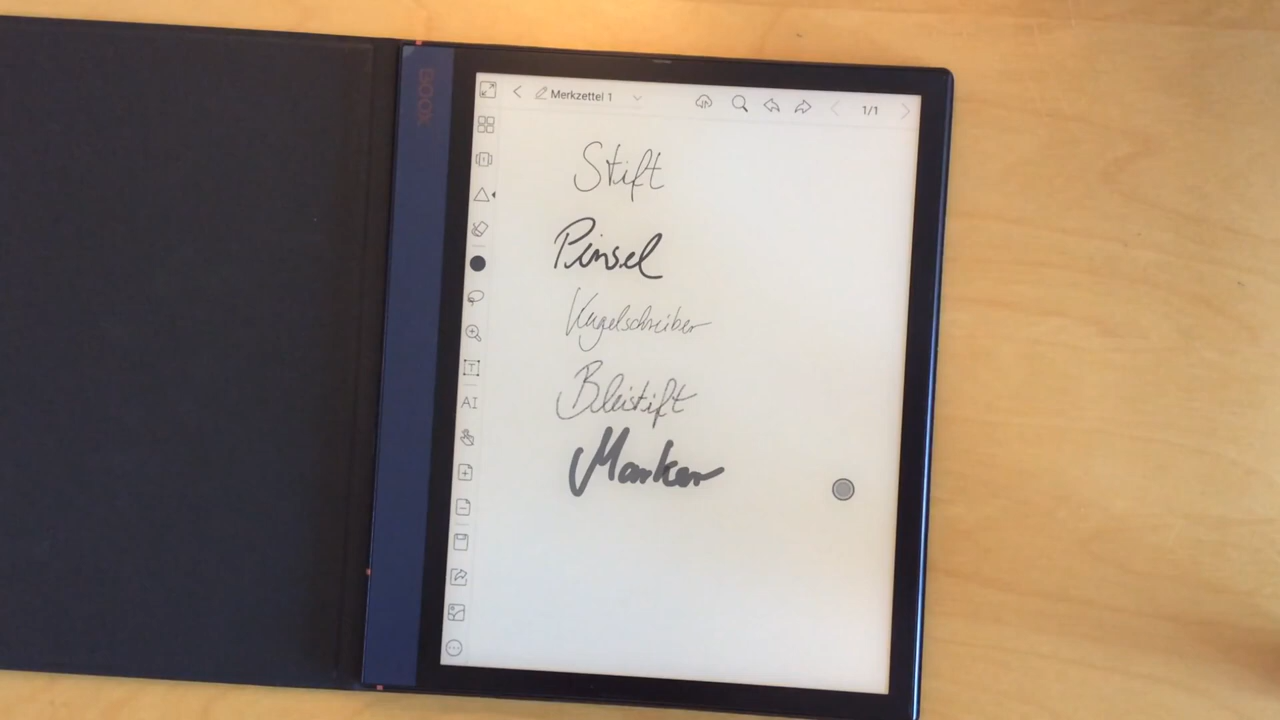 BOOX
Merkzettel 1
1/1
Stift
Pinsel
Kugelschreiber
Bleistift
Marker
T
AI